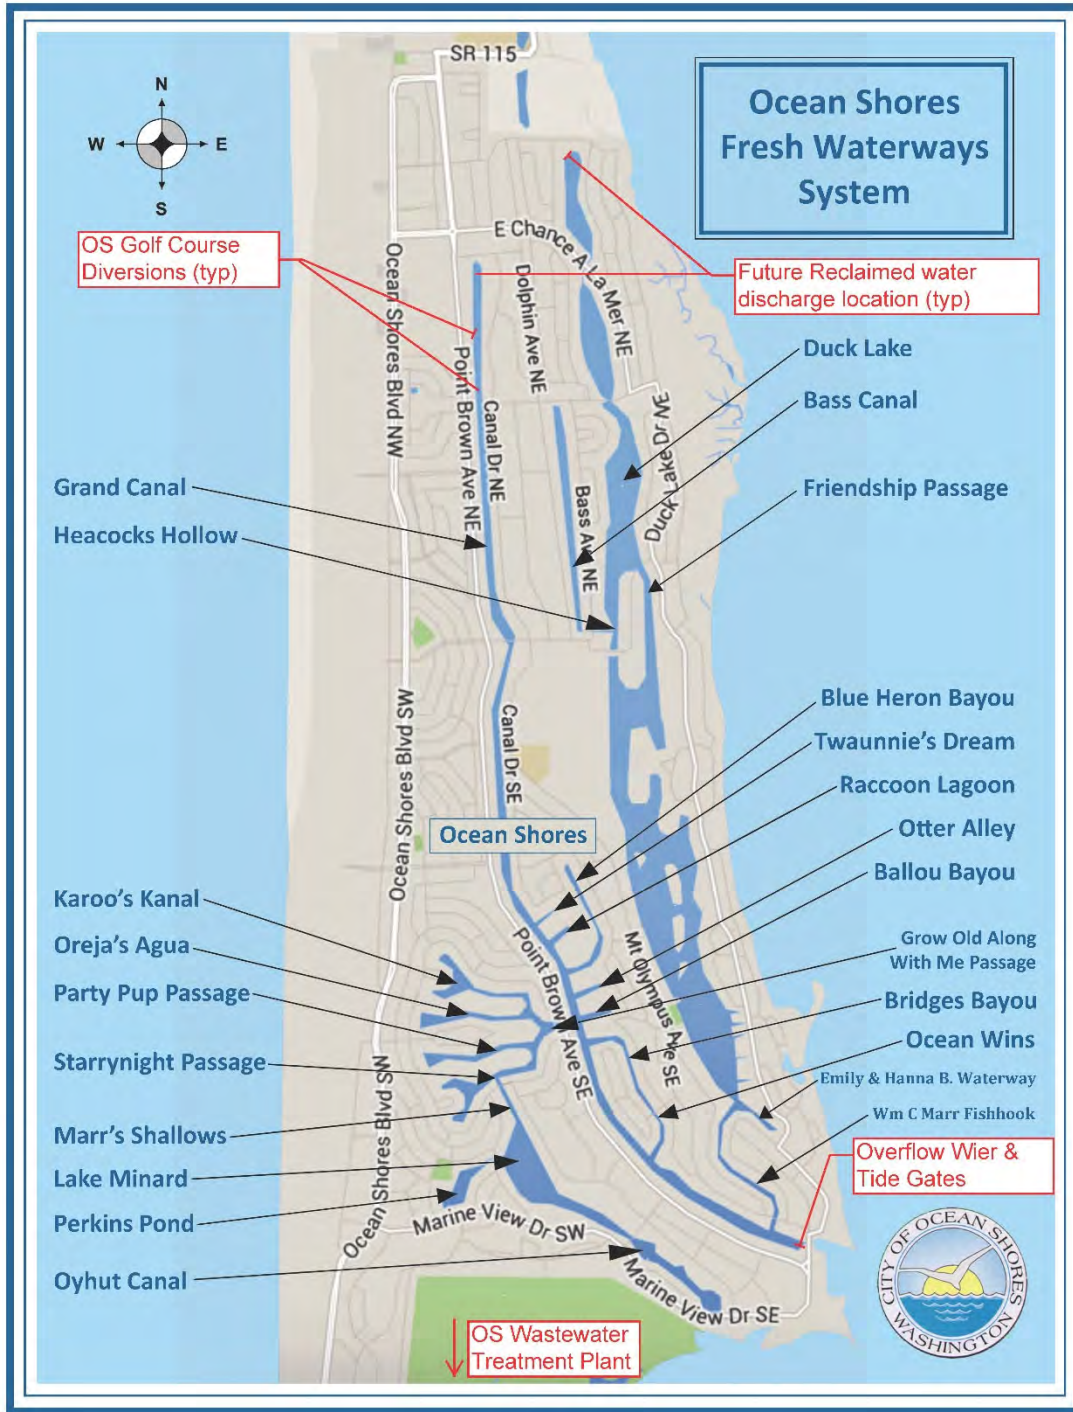 SR 115
N
W
E
S
Ocean Shores
Fresh Waterways
System
OS Golf Course
Diversions (typ)
E Chance A La Mer NE
Future Reclaimed water
discharge location (typ)
Ocean Shores Blvd NW
Dolphin Ave NE
Point Brown Ave NE
Canal Dr NE
Duck Lake Dr NE
Bass Ave NE
Duck Lake
Bass Canal
Grand Canal
Friendship Passage
Heacocks Hollow
Blue Heron Bayou
Twaunnie's Dream
Raccoon Lagoon
Otter Alley
Ballou Bayou
Ocean Shores Blvd SW
Canal Dr SE
Ocean Shores
Karoo's Kanal
Oreja's Agua
Party Pup Passage
Starrynight Passage
Grow Old Along
With Me Passage
Bridges Bayou
Ocean Wins
Emily & Hanna B. Waterway
Wm C Marr Fishhook
Point Brown Ave SE
Mt Olympus Ave SE
Marr's Shallows
Lake Minard
Perkins Pond
Oyhut Canal
Overflow Wier &
Tide Gates
Ocean Shores Blvd SW
Marine View Dr SW
Marine View Dr SE
OS Wastewater
Treatment Plant
CITY OF OCEAN SHORES
WASHINGTON